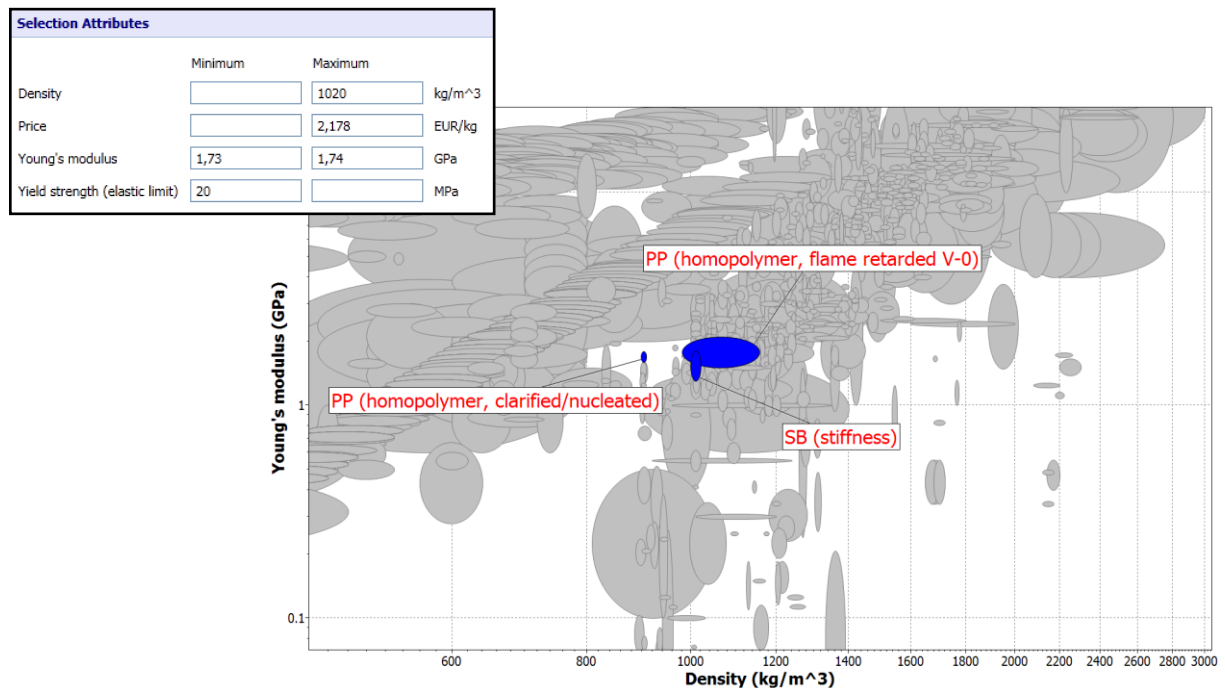 Selection Attributes
Minimum Maximum
Density 1020 kg/m^3
Price 2,178 EUR/kg
Young's modulus 1,73 1,74 GPa
Yield strength (elastic limit) 20 MPa
PP (homopolymer, flame retarded V-0)
PP (homopolymer, clarified/nucleated)
SB (stiffness)
Young's modulus (GPa)
1
0.1
600 800 1000 1200 1400 1600 1800 2000 2200 2400 2600 2800 3000
Density (kg/m^3)